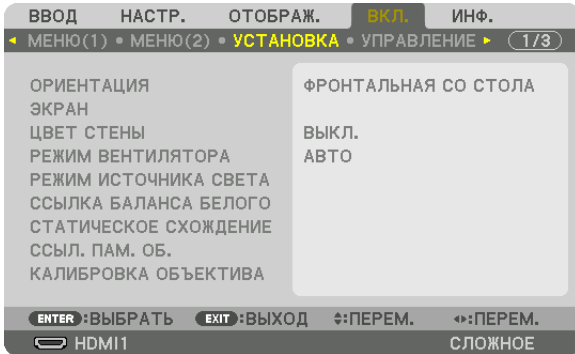 ВВОД НАСТР. ОТОБРАЖ. ВКЛ. ИНФ.
МЕНЮ(1) • МЕНЮ(2) • УСТАНОВКА • УПРАВЛЕНИЕ 1/3
ОРИЕНТАЦИЯ ФРОНТАЛЬНАЯ СО СТОЛА
ЭКРАН
ЦВЕТ СТЕНЫ ВЫКЛ.
РЕЖИМ ВЕНТИЛЯТОРА АВТО
РЕЖИМ ИСТОЧНИКА СВЕТА
ССЫЛКА БАЛАНСА БЕЛОГО
СТАТИЧЕСКОЕ СХОЖДЕНИЕ
ССЫЛ. ПАМ. ОБ.
КАЛИБРОВКА ОБЪЕКТИВА
ENTER :ВЫБРАТЬ EXIT :ВЫХОД :ПЕРЕМ. :ПЕРЕМ.
HDMI1 СЛОЖНОЕ